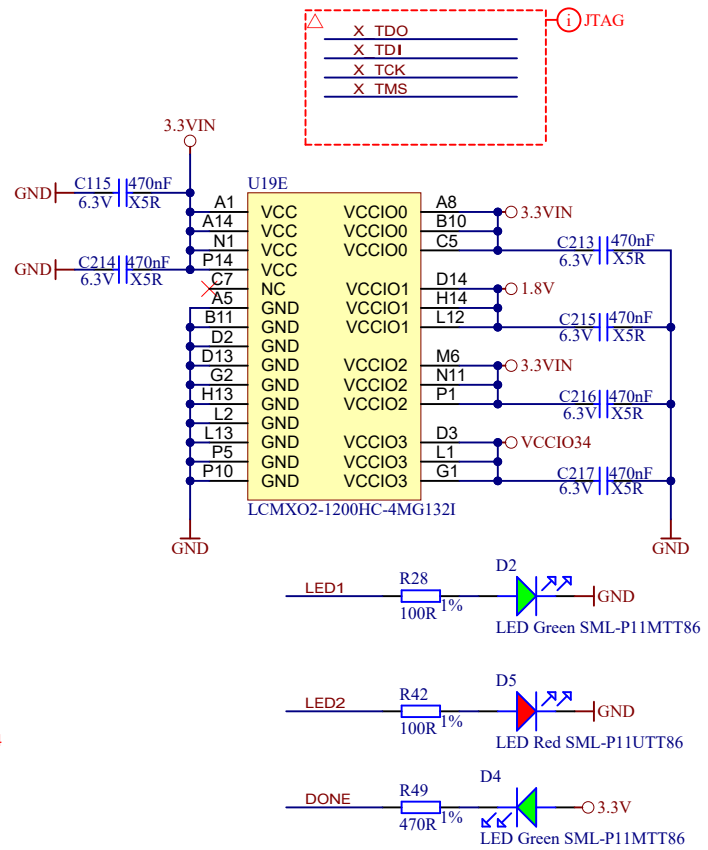 i JTAG
X_TDO
X_TDI
X_TCK
X_TMS
3.3VIN
U19E
GND C115 470nF
6.3V X5R
GND C214 470nF
6.3V X5R
A1 VCC VCCIO0 A8 3.3VIN
A14 VCC VCCIO0 B10
N1 VCC VCCIO0 C5 C213 470nF
6.3V X5R
P14 VCC
C7 NC VCCIO1 D14 1.8V
A5 GND VCCIO1 H14
B11 GND VCCIO1 L12 C215 470nF
6.3V X5R
D2 GND
D13 GND VCCIO2 M6 3.3VIN
G2 GND VCCIO2 N11
H13 GND VCCIO2 P1 C216 470nF
6.3V X5R
L2 GND
L13 GND VCCIO3 D3 VCCIO34
P5 GND VCCIO3 L1
P10 GND VCCIO3 G1 C217 470nF
6.3V X5R
LCMXO2-1200HC-4MG132I
GND GND
LED1 R28 D2 GND
100R 1%
LED Green SML-P11MTT86
LED2 R42 D5 GND
100R 1%
LED Red SML-P11UTT86
DONE R49 D4 3.3V
470R 1%
LED Green SML-P11MTT86